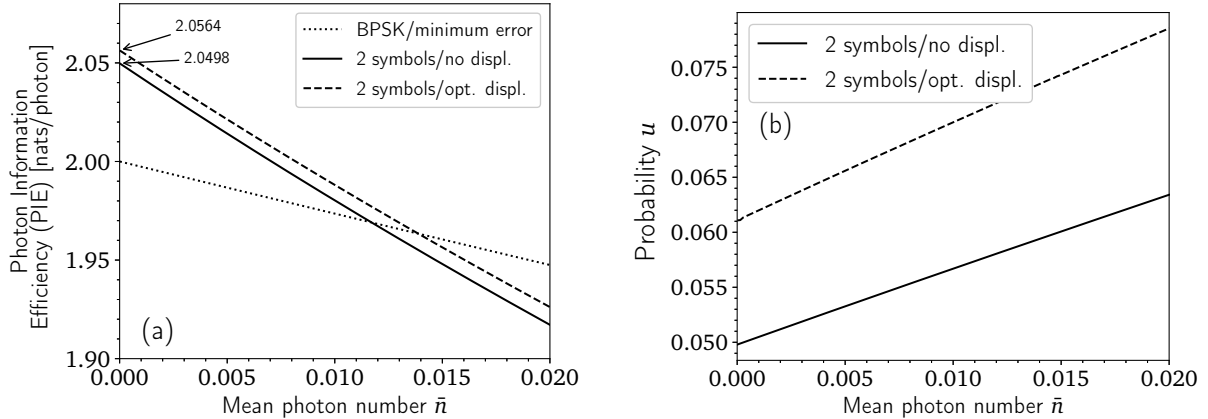 2.0564
2.0498
BPSK/minimum error
2 symbols/no displ.
2 symbols/opt. displ.
2.05
2.00
1.95
1.90
Photon Information
Efficiency (PIE) [nats/photon]
(a)
0.000 0.005 0.010 0.015 0.020
Mean photon number n̄
2 symbols/no displ.
2 symbols/opt. displ.
(b)
0.075
0.070
0.065
0.060
0.055
0.050
Probability u
0.000 0.005 0.010 0.015 0.020
Mean photon number n̄